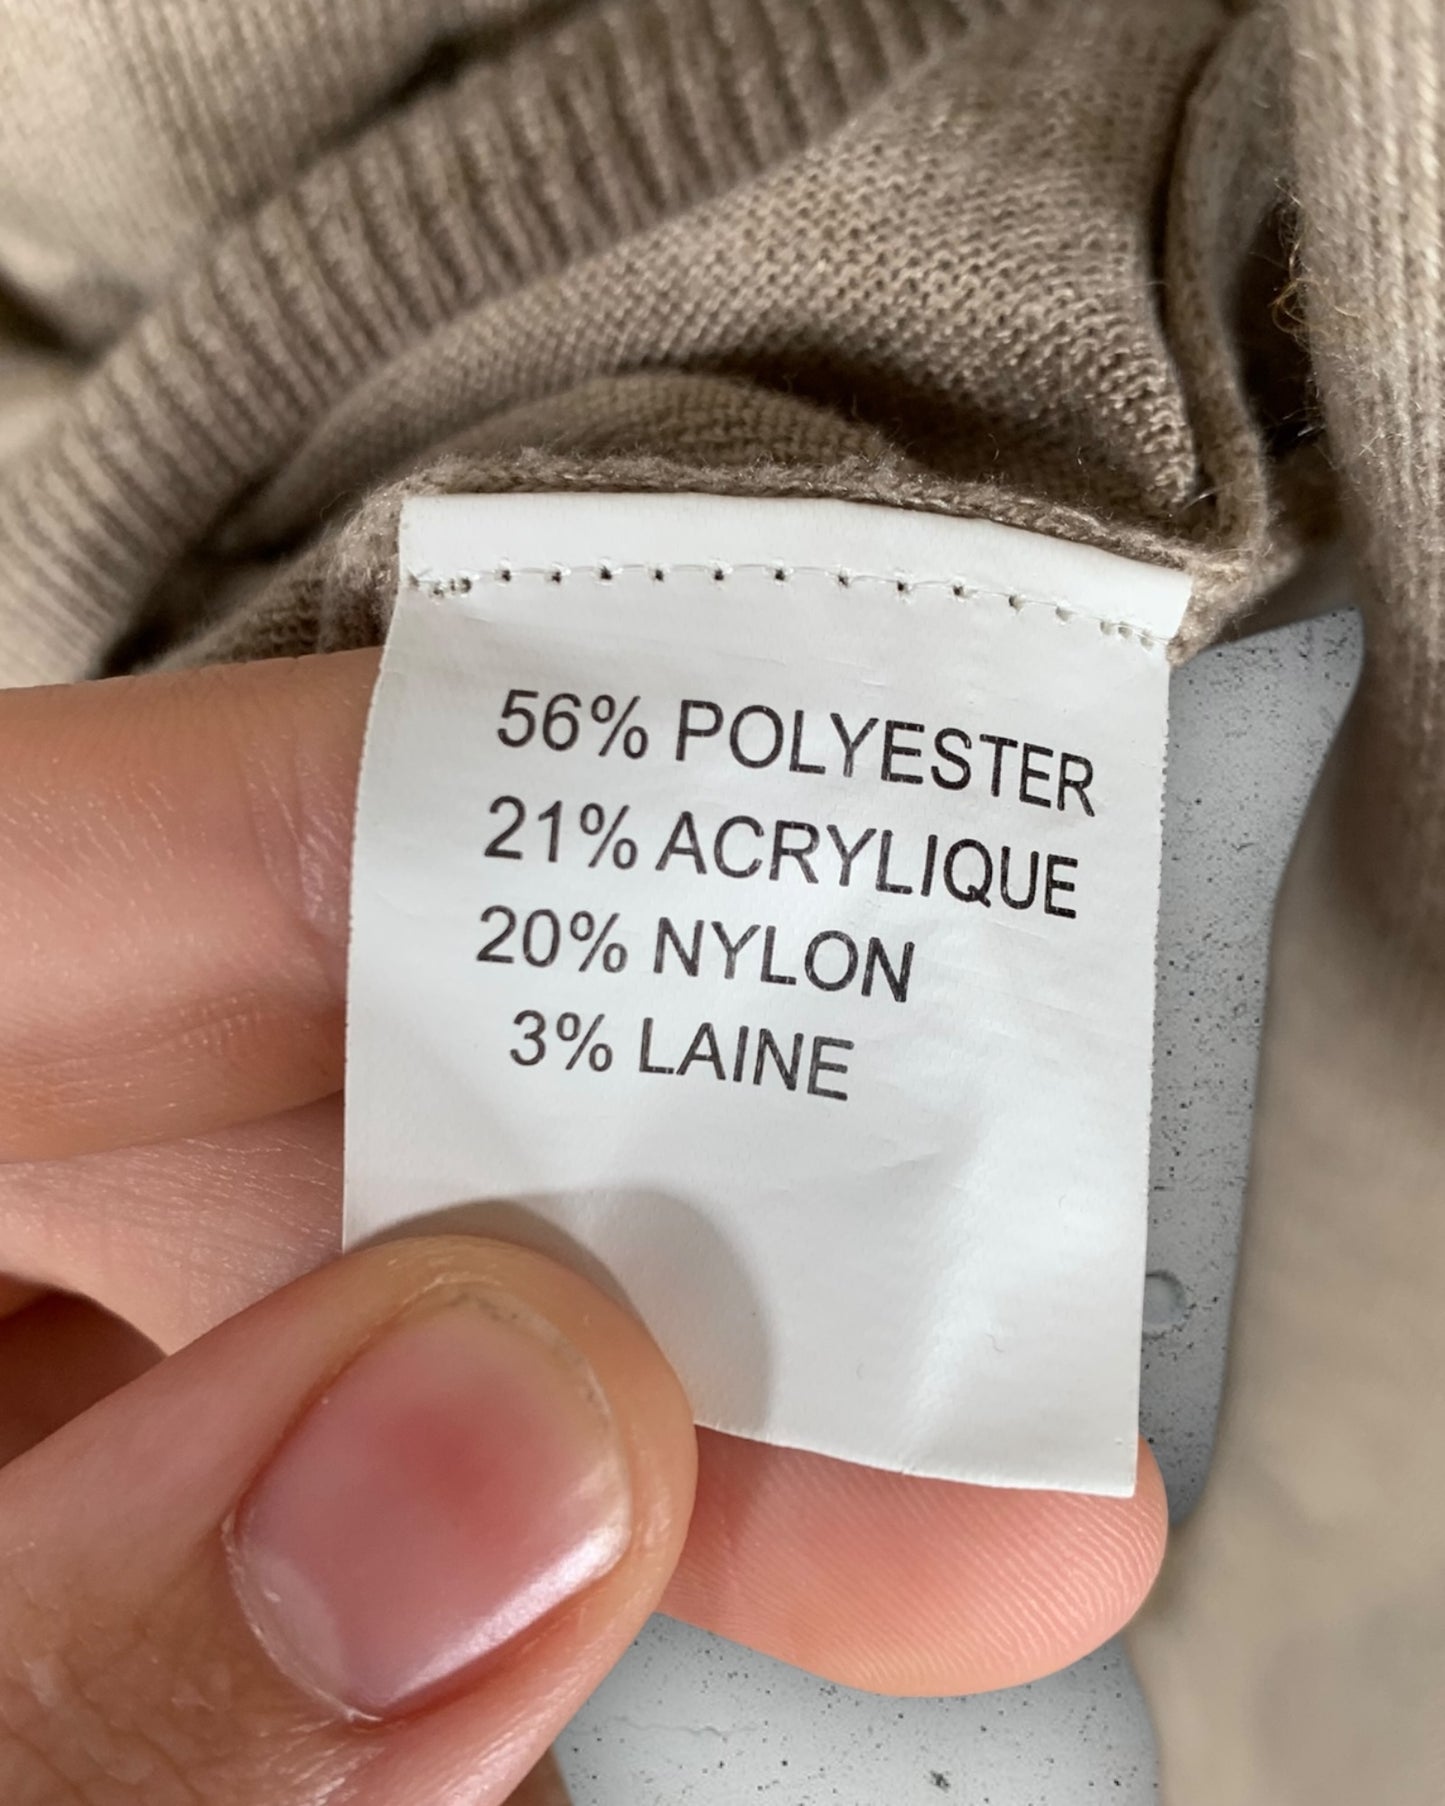 56% POLYESTER
21% ACRYLIQUE
20% NYLON
3% LAINE